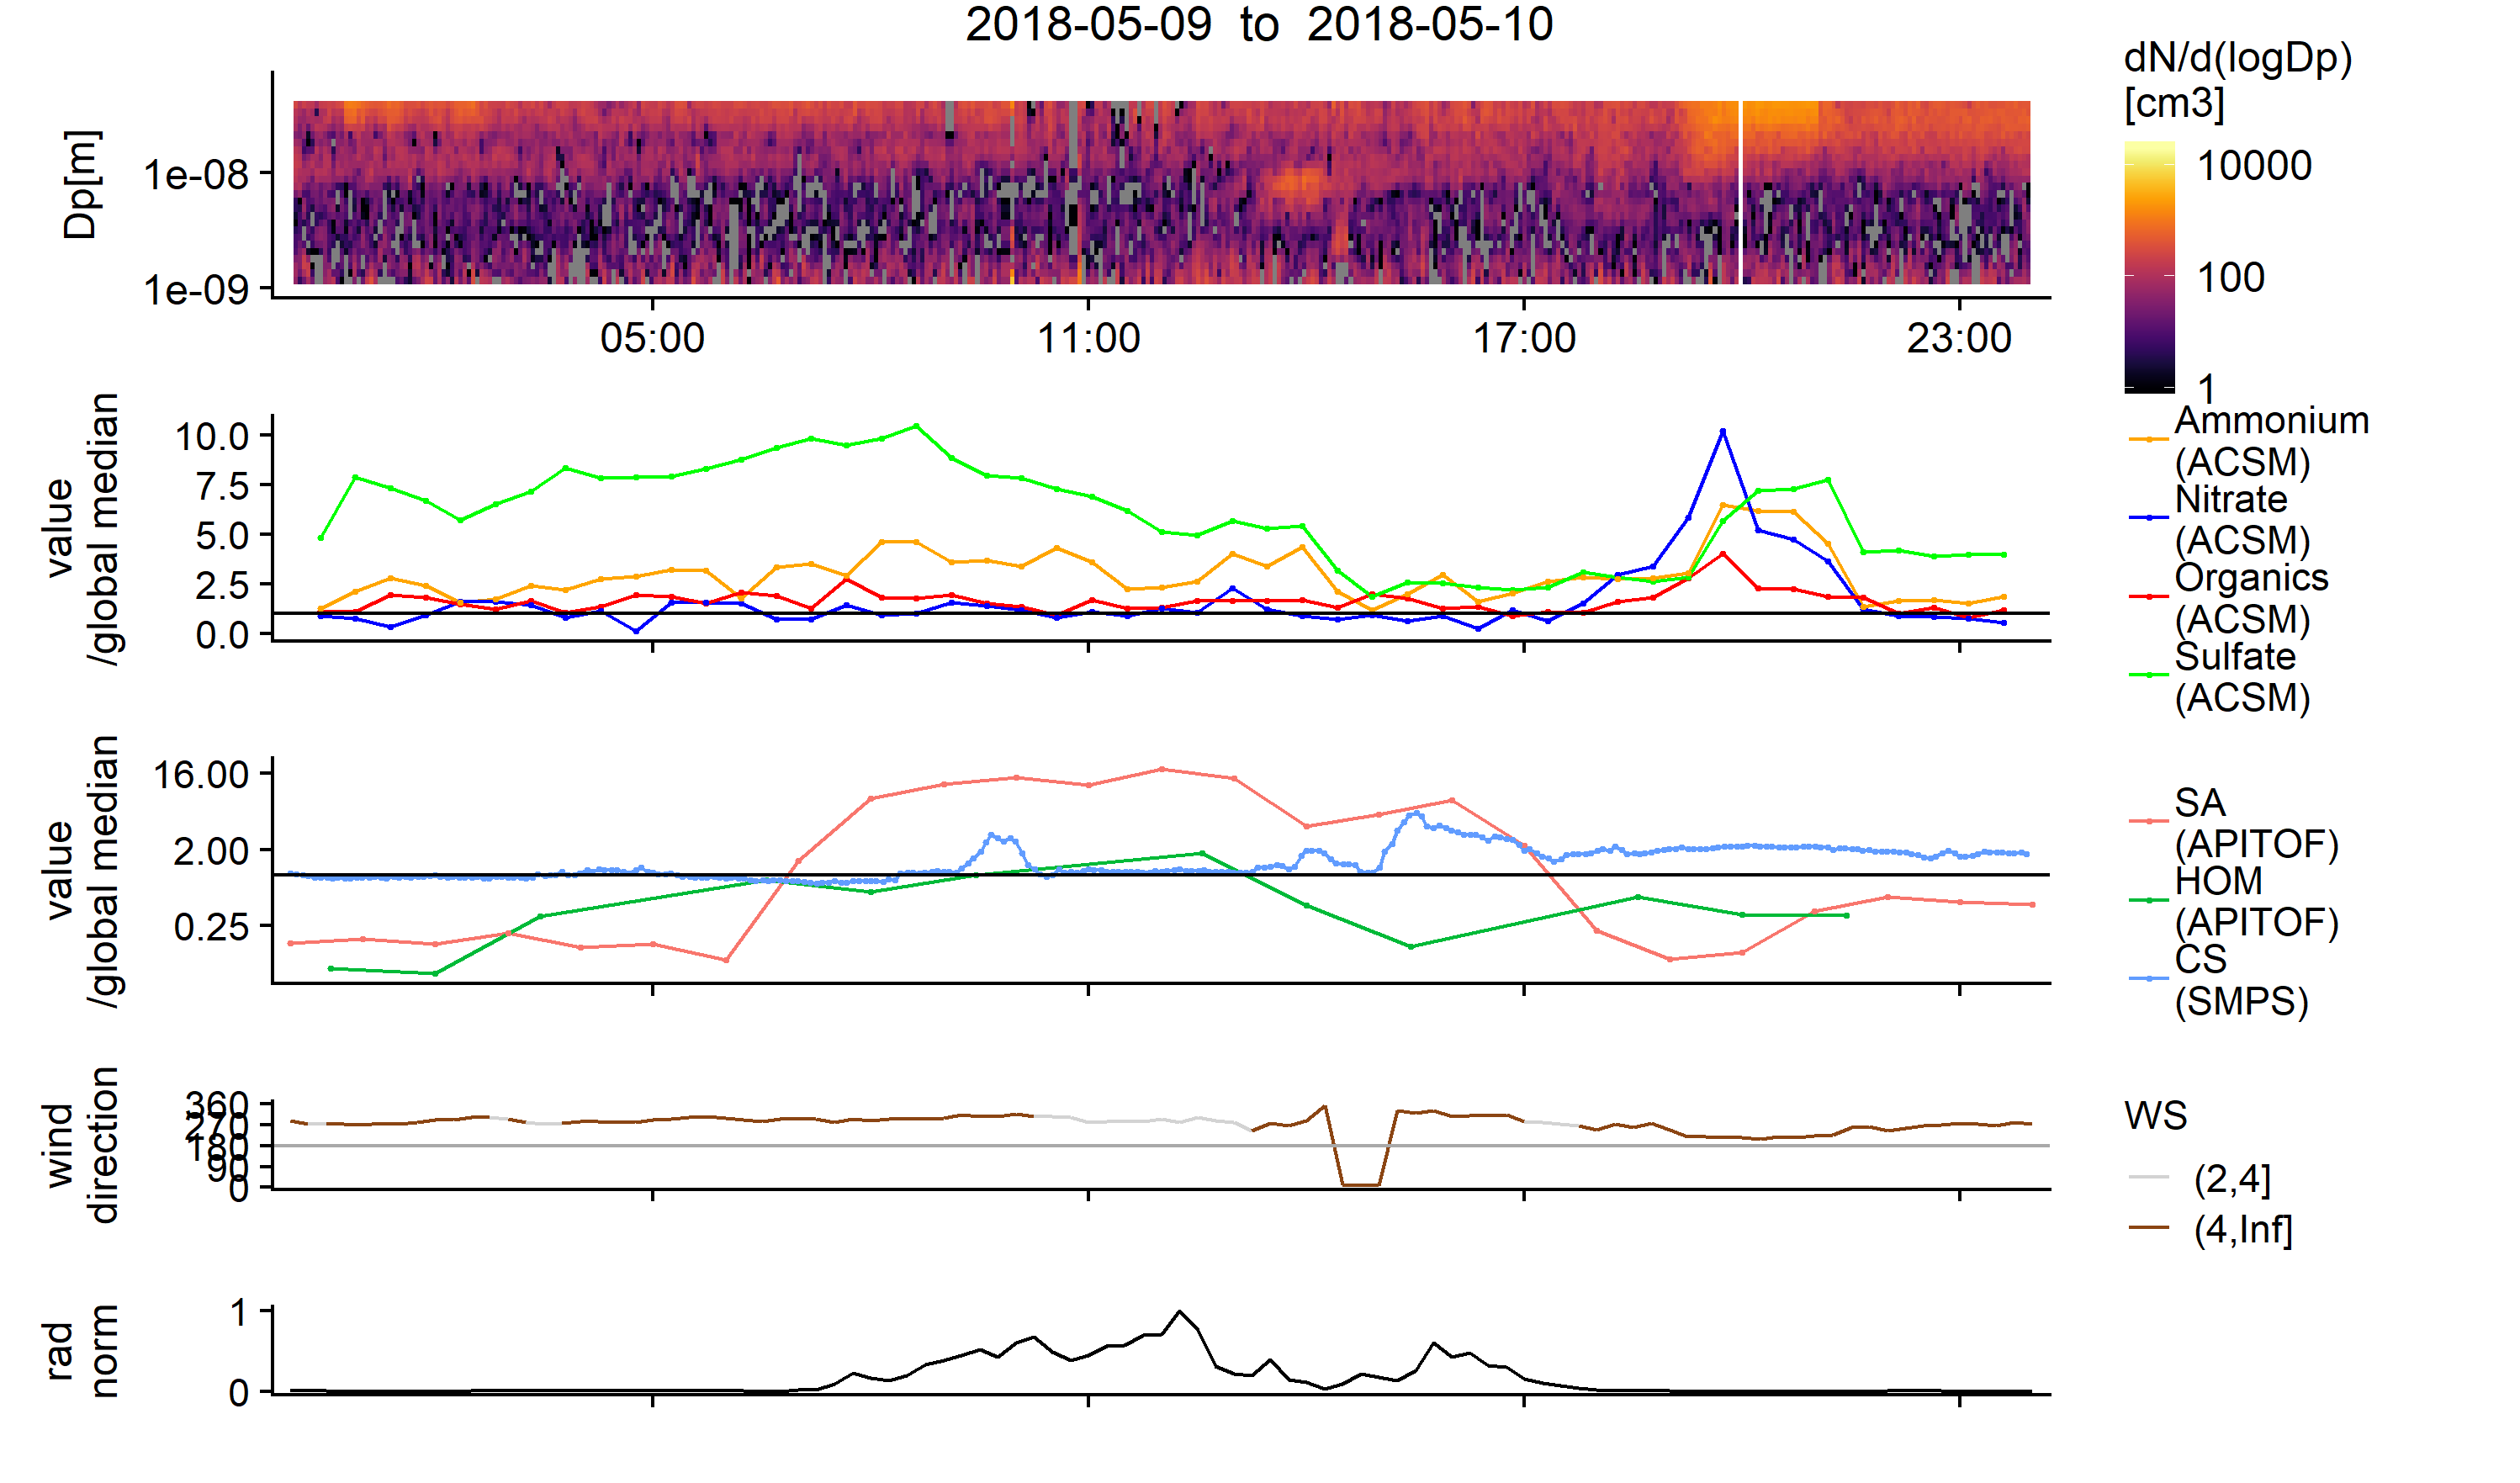 2018-05-09 to 2018-05-10
Dp[m]
1e-08
1e-09
05:00
11:00
17:00
23:00
dN/d(logDp)
[cm3]
10000
100
1
value
/global median
10.0
7.5
5.0
2.5
0.0
Ammonium
(ACSM)
Nitrate
(ACSM)
Organics
(ACSM)
Sulfate
(ACSM)
value
/global median
16.00
2.00
0.25
SA
(APITOF)
HOM
(APITOF)
CS
(SMPS)
wind
direction
360
270
180
90
0
WS
(2,4]
(4,Inf]
rad
norm
1
0